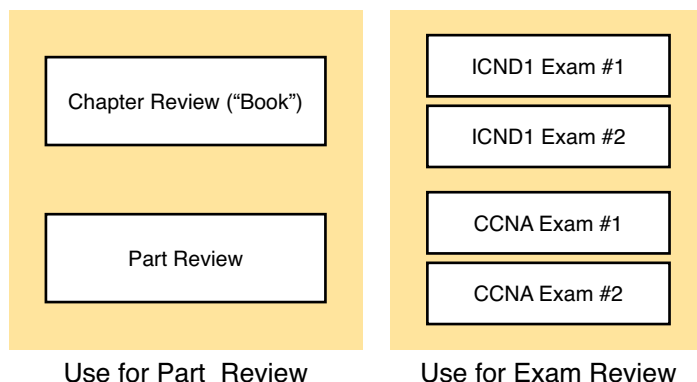 Chapter Review (“Book”)
Part Review
Use for Part Review
ICND1 Exam #1
ICND1 Exam #2
CCNA Exam #1
CCNA Exam #2
Use for Exam Review